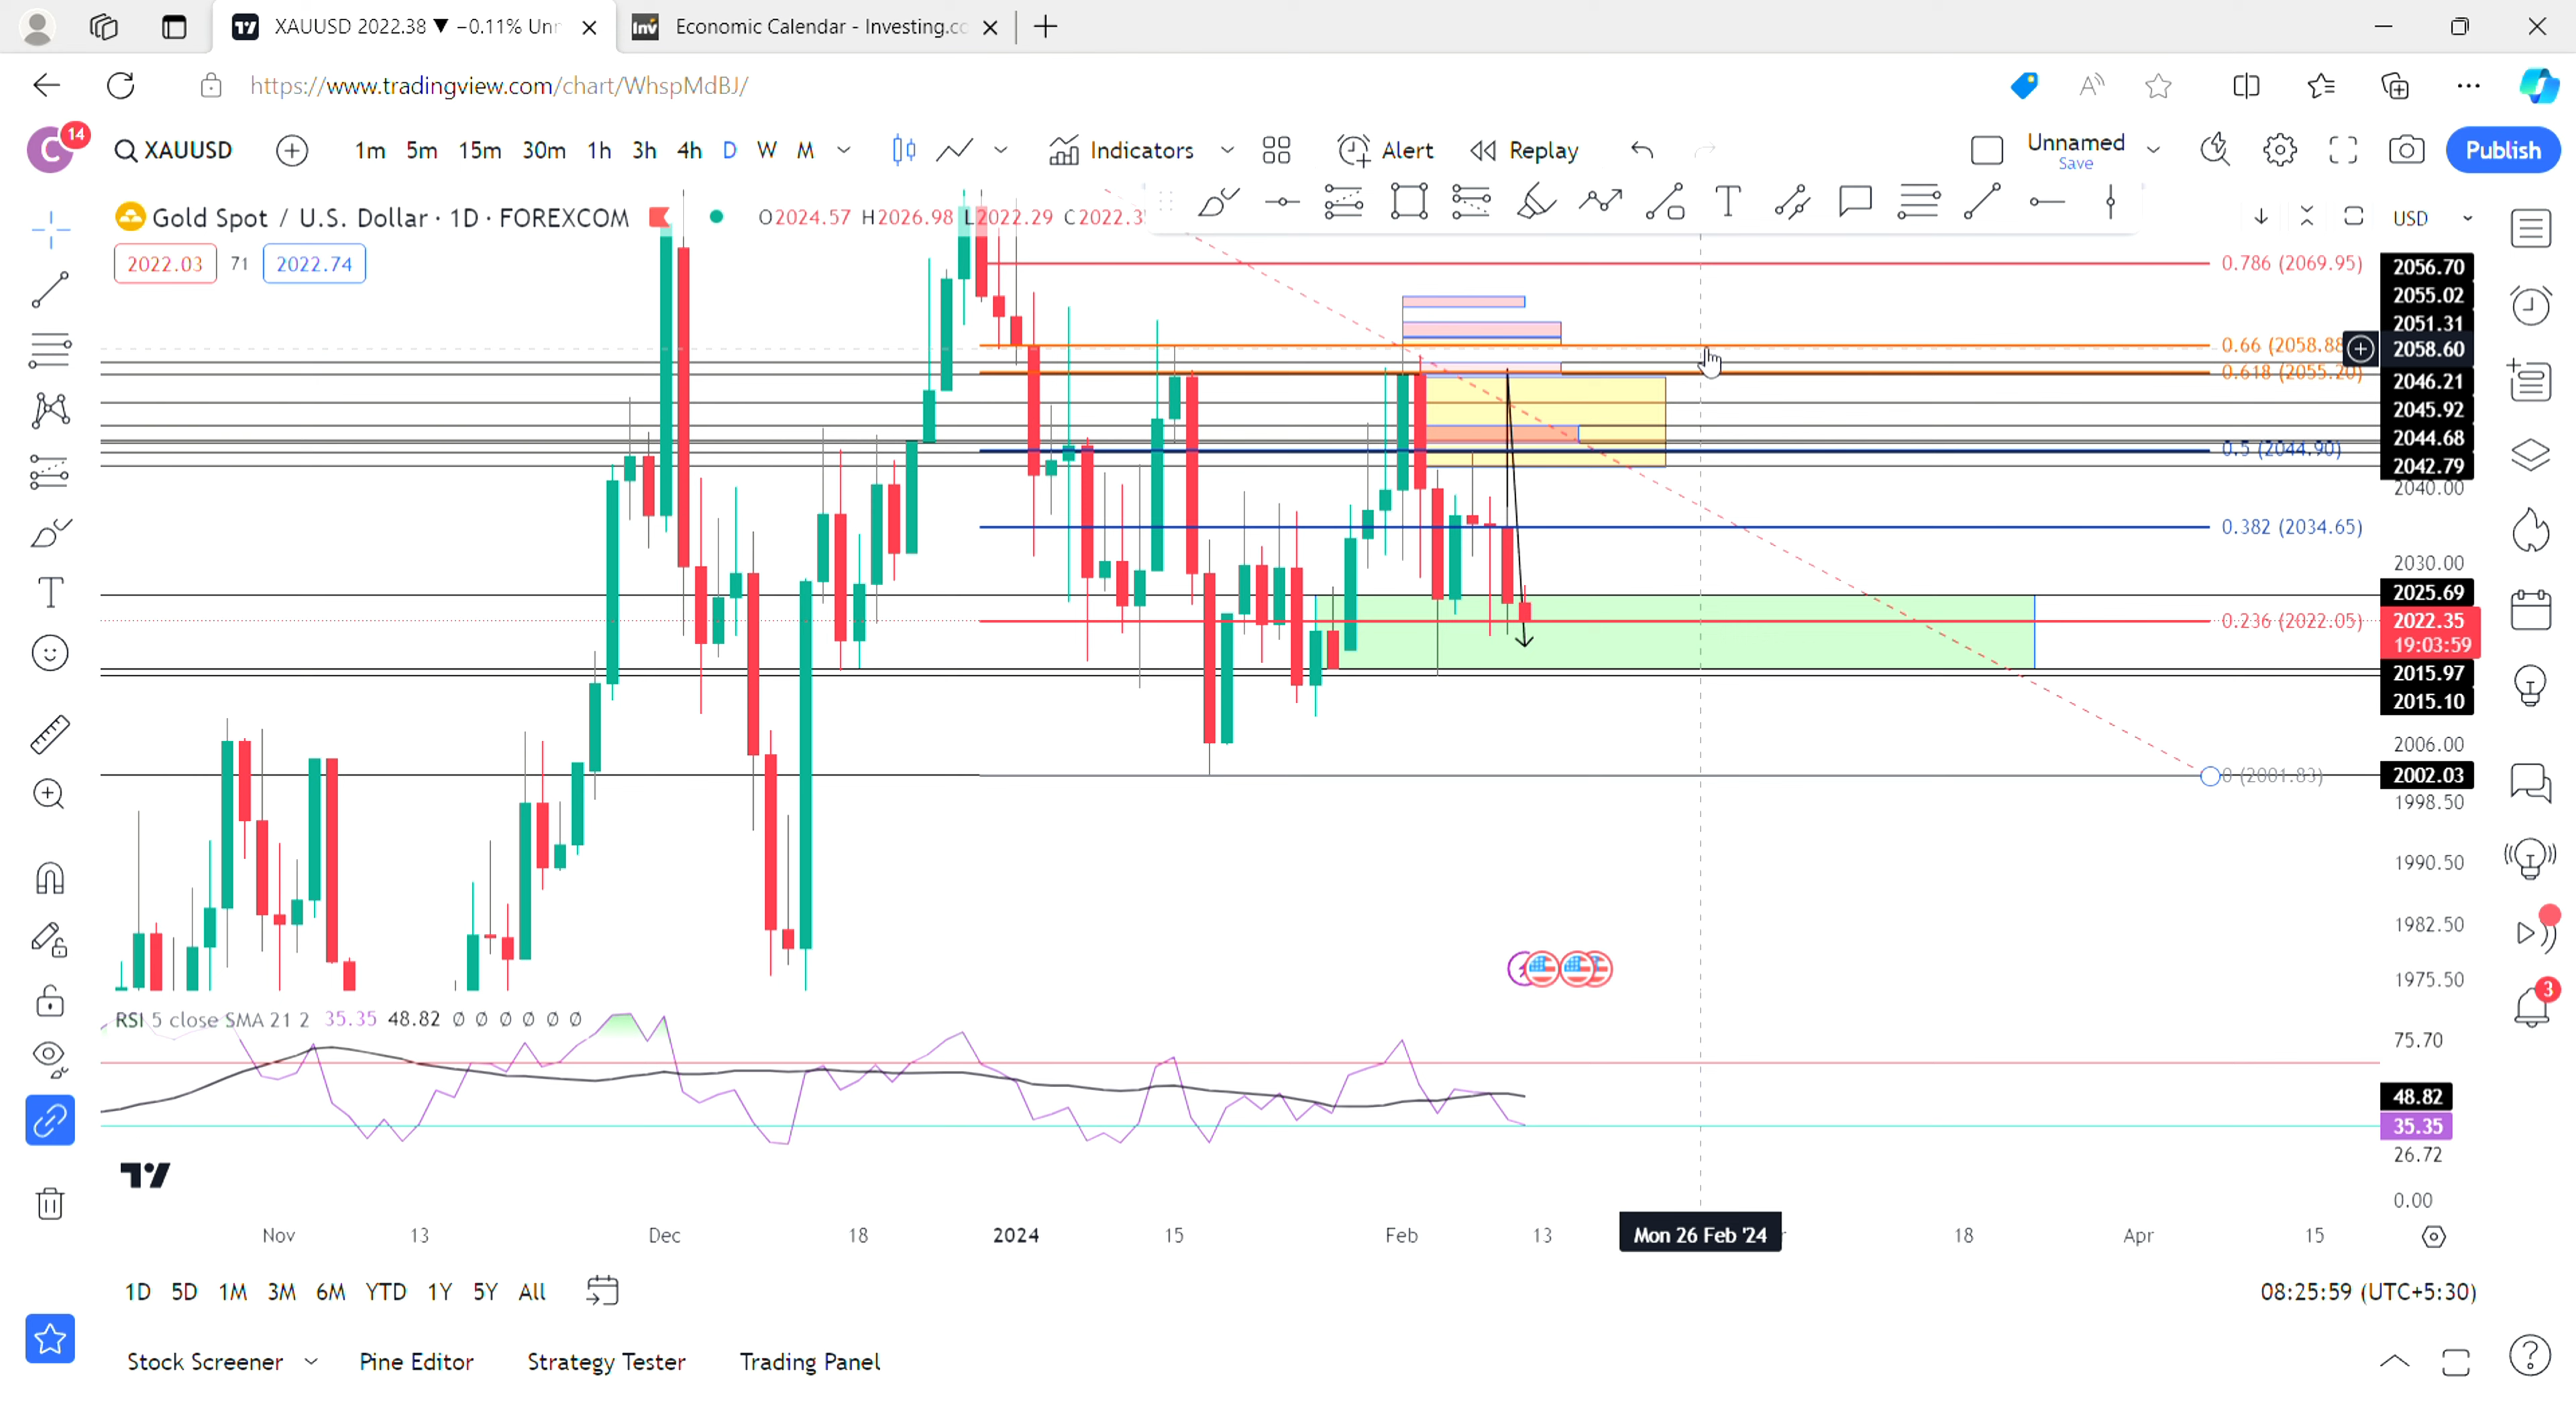 XAUUSD 2022.38 ▼ −0.11% Unn
Economic Calendar - Investing.co
https://www.tradingview.com/chart/WhspMdBJ/
C 14
XAUUSD 1m 5m 15m 30m 1h 3h 4h D W M Indicators Alert Replay Unnamed Publish
Save
Gold Spot / U.S. Dollar · 1D · FOREXCOM O2024.57 H2026.98 L2022.29 C2022.3
USD
2022.03 71 2022.74
0.786 (2069.95)
2056.70
2055.02
2051.31
0.66 (2058.88
2058.60
0.618 (2055.20)
2046.21
2045.92
2044.68
0.5 (2044.90)
2042.79
2040.00
0.382 (2034.65)
2030.00
2025.69
0.236 (2022.05)
2022.35
19:03:59
2015.97
2015.10
2006.00
0 (2001.83)
2002.03
1998.50
1990.50
1982.50
1975.50
3
RSI 5 close SMA 21 2 35.35 48.82 ∅ ∅ ∅ ∅ ∅ ∅
75.70
48.82
35.35
26.72
0.00
Nov 13 Dec 18 2024 15 Feb 13 Mon 26 Feb '24 18 Apr 15
1D 5D 1M 3M 6M YTD 1Y 5Y All
08:25:59 (UTC+5:30)
Stock Screener Pine Editor Strategy Tester Trading Panel